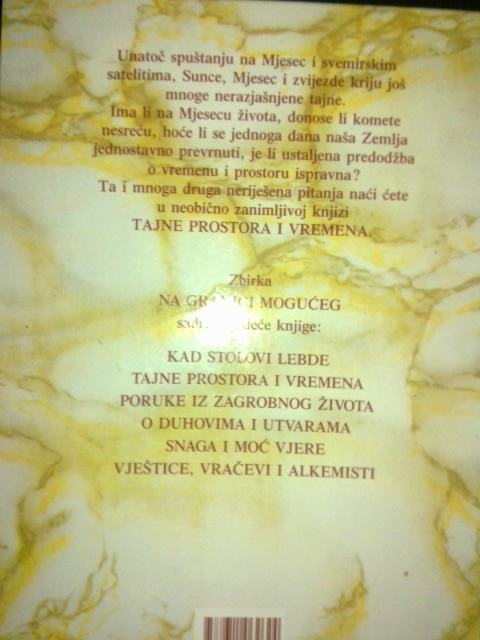 Unatoč spuštanju na Mjesec i svemirskim
satelitima, Sunce, Mjesec i zvijezde kriju još
mnoge nerazjašnjene tajne.
Ima li na Mjesecu života, donose li komete
nesreću, hoće li se jednoga dana naša Zemlja
jednostavno prevrnuti, je li ustaljena predodžba
o vremenu i prostoru ispravna?
Ta i mnoga druga neriješena pitanja naći ćete
u neobično zanimljivoj knjizi
TAJNE PROSTORA I VREMENA.
Zbirka
NA GRANICI MOGUĆEG
knjige:
KAD STOLOVI LEBDE
TAJNE PROSTORA I VREMENA
PORUKE IZ ZAGROBNOG ŽIVOTA
O DUHOVIMA I UTVARAMA
SNAGA I MOĆ VJERE
VJEŠTICE, VRAČEVI I ALKEMISTI